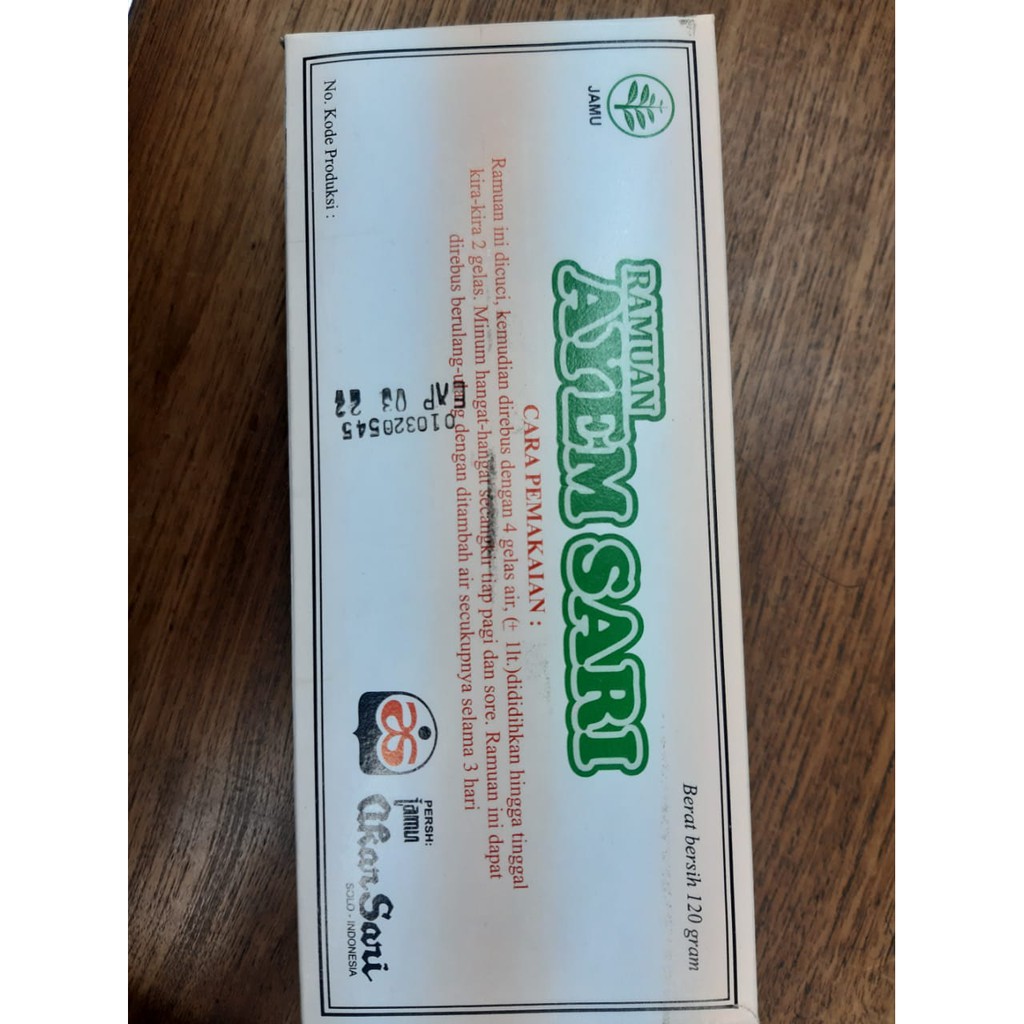 JAMU
Berat bersih 120 gram
RAMUAN
AYEM SARI
CARA PEMAKAIAN :
Ramuan ini dicuci, kemudian direbus dengan 4 gelas air, (± 1lt.)dididihkan hingga tinggal
kira-kira 2 gelas. Minum hangat-hangat secangkir tiap pagi dan sore. Ramuan ini dapat
direbus berulang-ulang dengan ditambah air secukupnya selama 3 hari
No. Kode Produksi :
010320545
EXP 03 22
PERSH:
jamu
Akar Sari
SOLO - INDONESIA